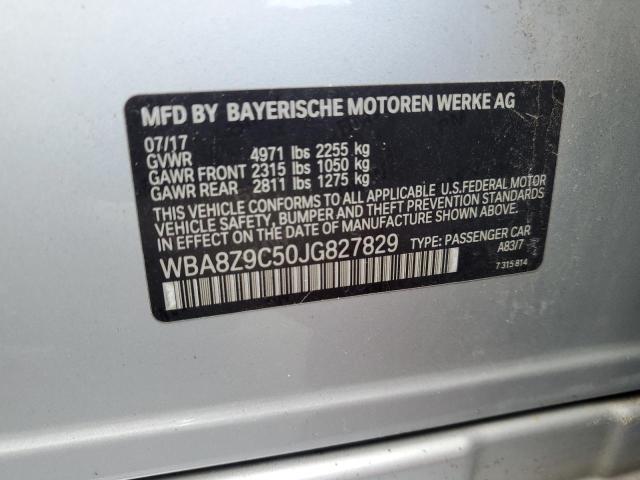 MFD BY BAYERISCHE MOTOREN WERKE AG
07/17
GVWR 4971 lbs 2255 kg
GAWR FRONT 2315 lbs 1050 kg
GAWR REAR 2811 lbs 1275 kg
THIS VEHICLE CONFORMS TO ALL APPLICABLE U.S.FEDERAL MOTOR
VEHICLE SAFETY, BUMPER AND THEFT PREVENTION STANDARDS
IN EFFECT ON THE DATE OF MANUFACTURE SHOWN ABOVE.
WBA8Z9C50JG827829 TYPE: PASSENGER CAR
A83/7
7 315 814